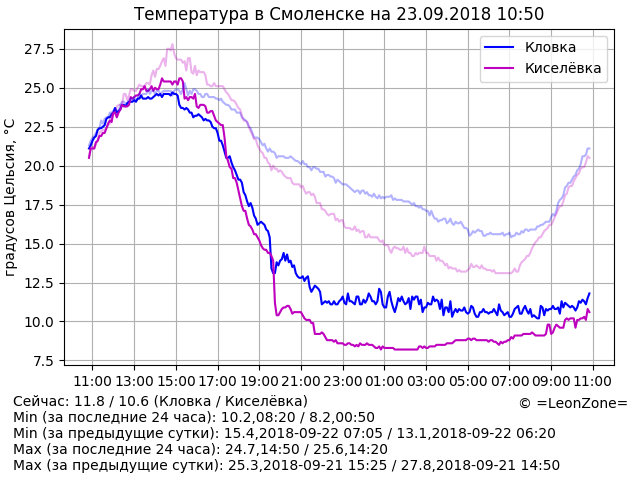 Температура в Смоленске на 23.09.2018 10:50
Кловка
Киселёвка
градусов Цельсия, °C
27.5
25.0
22.5
20.0
17.5
15.0
12.5
10.0
7.5
11:00 13:00 15:00 17:00 19:00 21:00 23:00 01:00 03:00 05:00 07:00 09:00 11:00
Сейчас: 11.8 / 10.6 (Кловка / Киселёвка)
© =LeonZone=
Min (за последние 24 часа): 10.2,08:20 / 8.2,00:50
Min (за предыдущие сутки): 15.4,2018-09-22 07:05 / 13.1,2018-09-22 06:20
Max (за последние 24 часа): 24.7,14:50 / 25.6,14:20
Max (за предыдущие сутки): 25.3,2018-09-21 15:25 / 27.8,2018-09-21 14:50